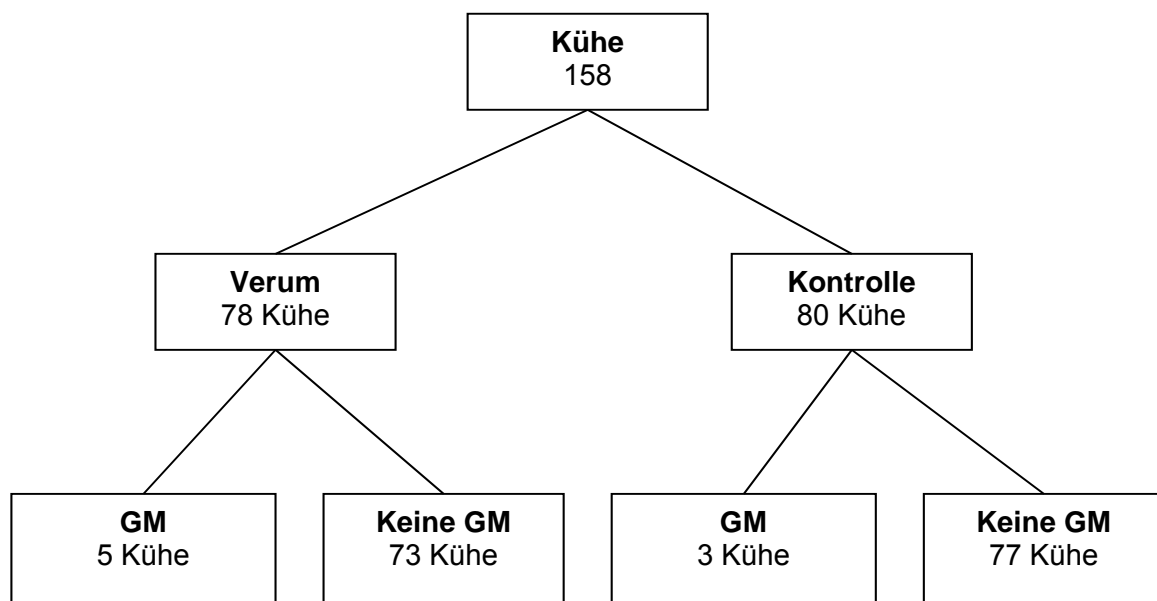 Kühe
158
Verum
78 Kühe
Kontrolle
80 Kühe
GM
5 Kühe
Keine GM
73 Kühe
GM
3 Kühe
Keine GM
77 Kühe